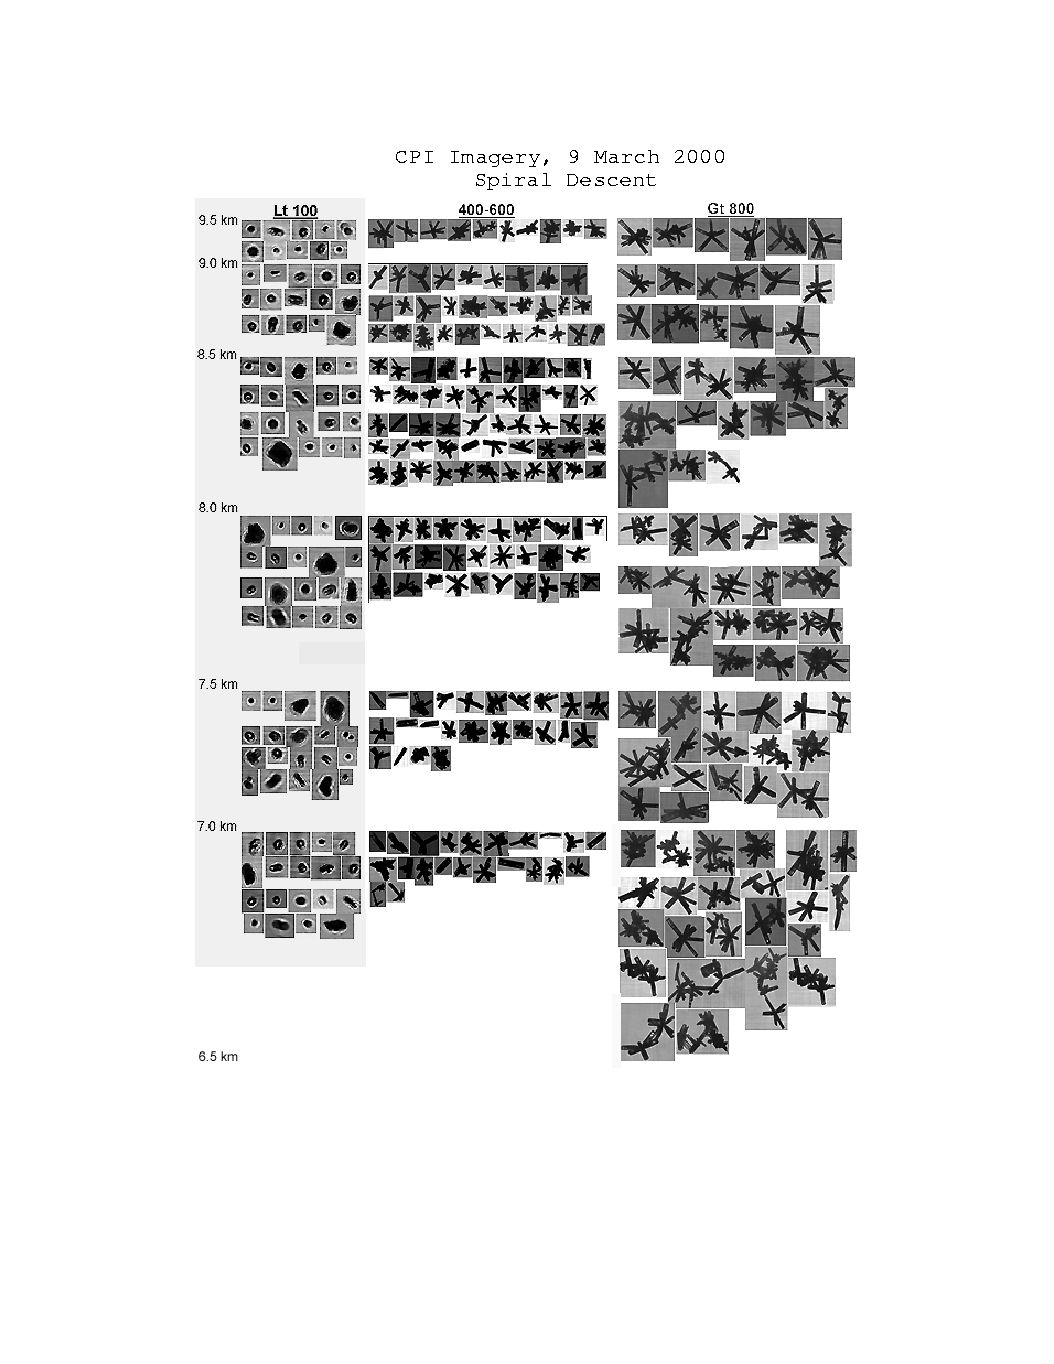 CPI Imagery, 9 March 2000
Spiral Descent
Lt 100 400-600 Gt 800
9.5 km
9.0 km
8.5 km
8.0 km
7.5 km
7.0 km
6.5 km